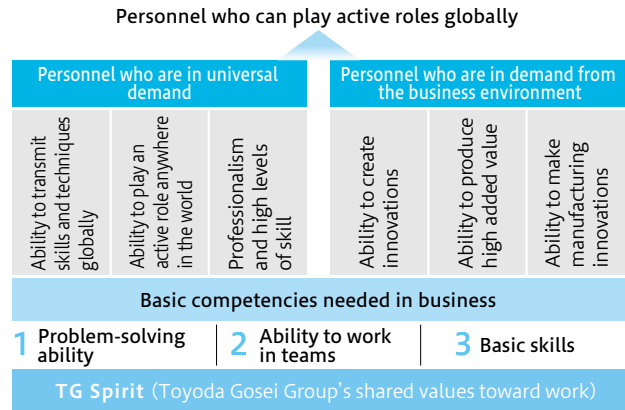 Personnel who can play active roles globally
Personnel who are in universal
demand
Personnel who are in demand from
the business environment
Ability to transmit
skills and techniques
globally
Ability to play an
active role anywhere
in the world
Professionalism
and high levels
of skill
Ability to create
innovations
Ability to produce
high added value
Ability to make
manufacturing
innovations
Basic competencies needed in business
1 Problem-solving
ability
2 Ability to work
in teams
3 Basic skills
TG Spirit (Toyoda Gosei Group's shared values toward work)